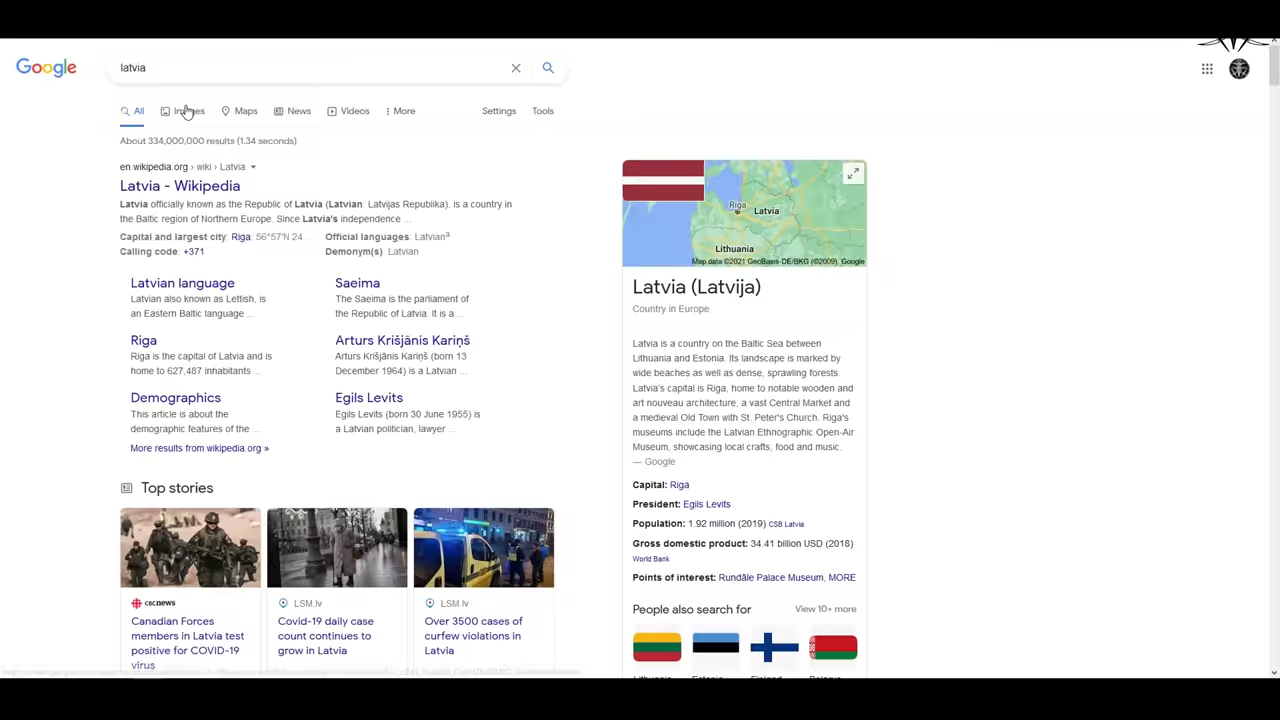 Google
latvia
All
Images
Maps
News
Videos
More
Settings
Tools
About 334,000,000 results (1.34 seconds)
en.wikipedia.org › wiki › Latvia
Latvia - Wikipedia
Latvia officially known as the Republic of Latvia (Latvian: Latvijas Republika). is a country in
the Baltic region of Northern Europe. Since Latvia's independence ...
Capital and largest city: Riga 56°57′N 24 ...
Official languages: Latvianᵃ
Calling code: +371
Demonym(s): Latvian
Latvian language
Latvian also known as Lettish, is
an Eastern Baltic language ...
Saeima
The Saeima is the parliament of
the Republic of Latvia. It is a ...
Riga
Riga is the capital of Latvia and is
home to 627,487 inhabitants ...
Arturs Krišjānis Kariņš
Arturs Krišjānis Kariņš (born 13
December 1964) is a Latvian ...
Demographics
This article is about the
demographic features of the ...
Egils Levits
Egils Levits (born 30 June 1955) is
a Latvian politician, lawyer ...
More results from wikipedia.org »
Top stories
CBCNEWS
Canadian Forces
members in Latvia test
positive for COVID-19
virus
LSM.lv
Covid-19 daily case
count continues to
grow in Latvia
LSM.lv
Over 3500 cases of
curfew violations in
Latvia
Riga
Latvia
Lithuania
Map data ©2021 GeoBasis-DE/BKG (©2009), Google
Latvia (Latvija)
Country in Europe
Latvia is a country on the Baltic Sea between
Lithuania and Estonia. Its landscape is marked by
wide beaches as well as dense, sprawling forests.
Latvia's capital is Riga, home to notable wooden and
art nouveau architecture, a vast Central Market and
a medieval Old Town with St. Peter's Church. Riga's
museums include the Latvian Ethnographic Open-Air
Museum, showcasing local crafts, food and music.
— Google
Capital: Riga
President: Egils Levits
Population: 1.92 million (2019) CSB Latvia
Gross domestic product: 34.41 billion USD (2018)
World Bank
Points of interest: Rundāle Palace Museum, MORE
People also search for
View 10+ more